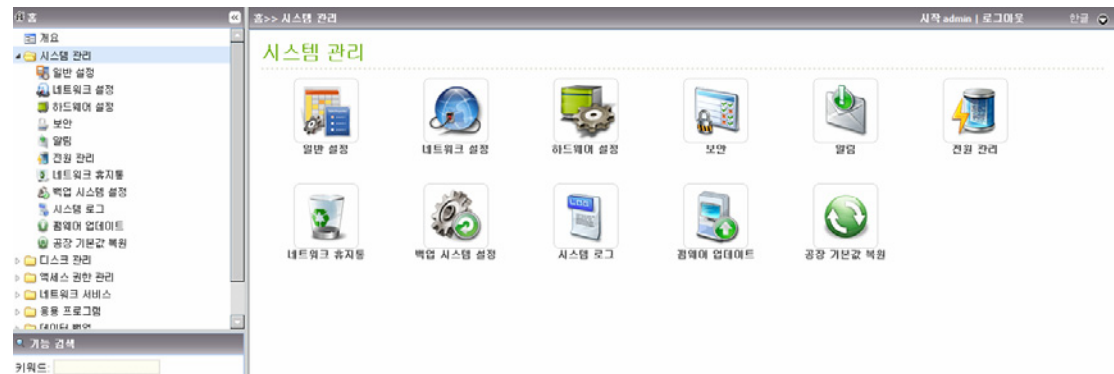 홈
홈>> 시스템 관리
시작 admin | 로그아웃
한글
개요
시스템 관리
일반 설정
네트워크 설정
하드웨어 설정
보안
알림
전원 관리
네트워크 휴지통
백업 시스템 설정
시스템 로그
펌웨어 업데이트
공장 기본값 복원
디스크 관리
액세스 권한 관리
네트워크 서비스
응용 프로그램
데이터 백업
기능 검색
키워드:
시스템 관리
일반 설정
네트워크 설정
하드웨어 설정
보안
알림
전원 관리
네트워크 휴지통
백업 시스템 설정
시스템 로그
펌웨어 업데이트
공장 기본값 복원